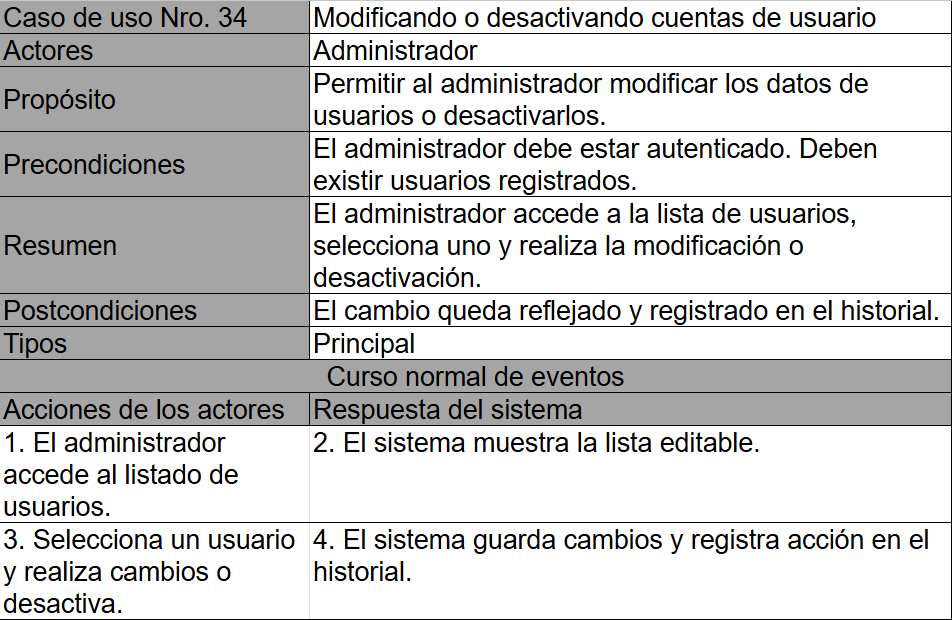 Caso de uso Nro. 34
Modificando o desactivando cuentas de usuario
Actores
Administrador
Propósito
Permitir al administrador modificar los datos de
usuarios o desactivarlos.
Precondiciones
El administrador debe estar autenticado. Deben
existir usuarios registrados.
Resumen
El administrador accede a la lista de usuarios,
selecciona uno y realiza la modificación o
desactivación.
Postcondiciones
El cambio queda reflejado y registrado en el historial.
Tipos
Principal
Curso normal de eventos
Acciones de los actores
Respuesta del sistema
1. El administrador
accede al listado de
usuarios.
2. El sistema muestra la lista editable.
3. Selecciona un usuario
y realiza cambios o
desactiva.
4. El sistema guarda cambios y registra acción en el
historial.